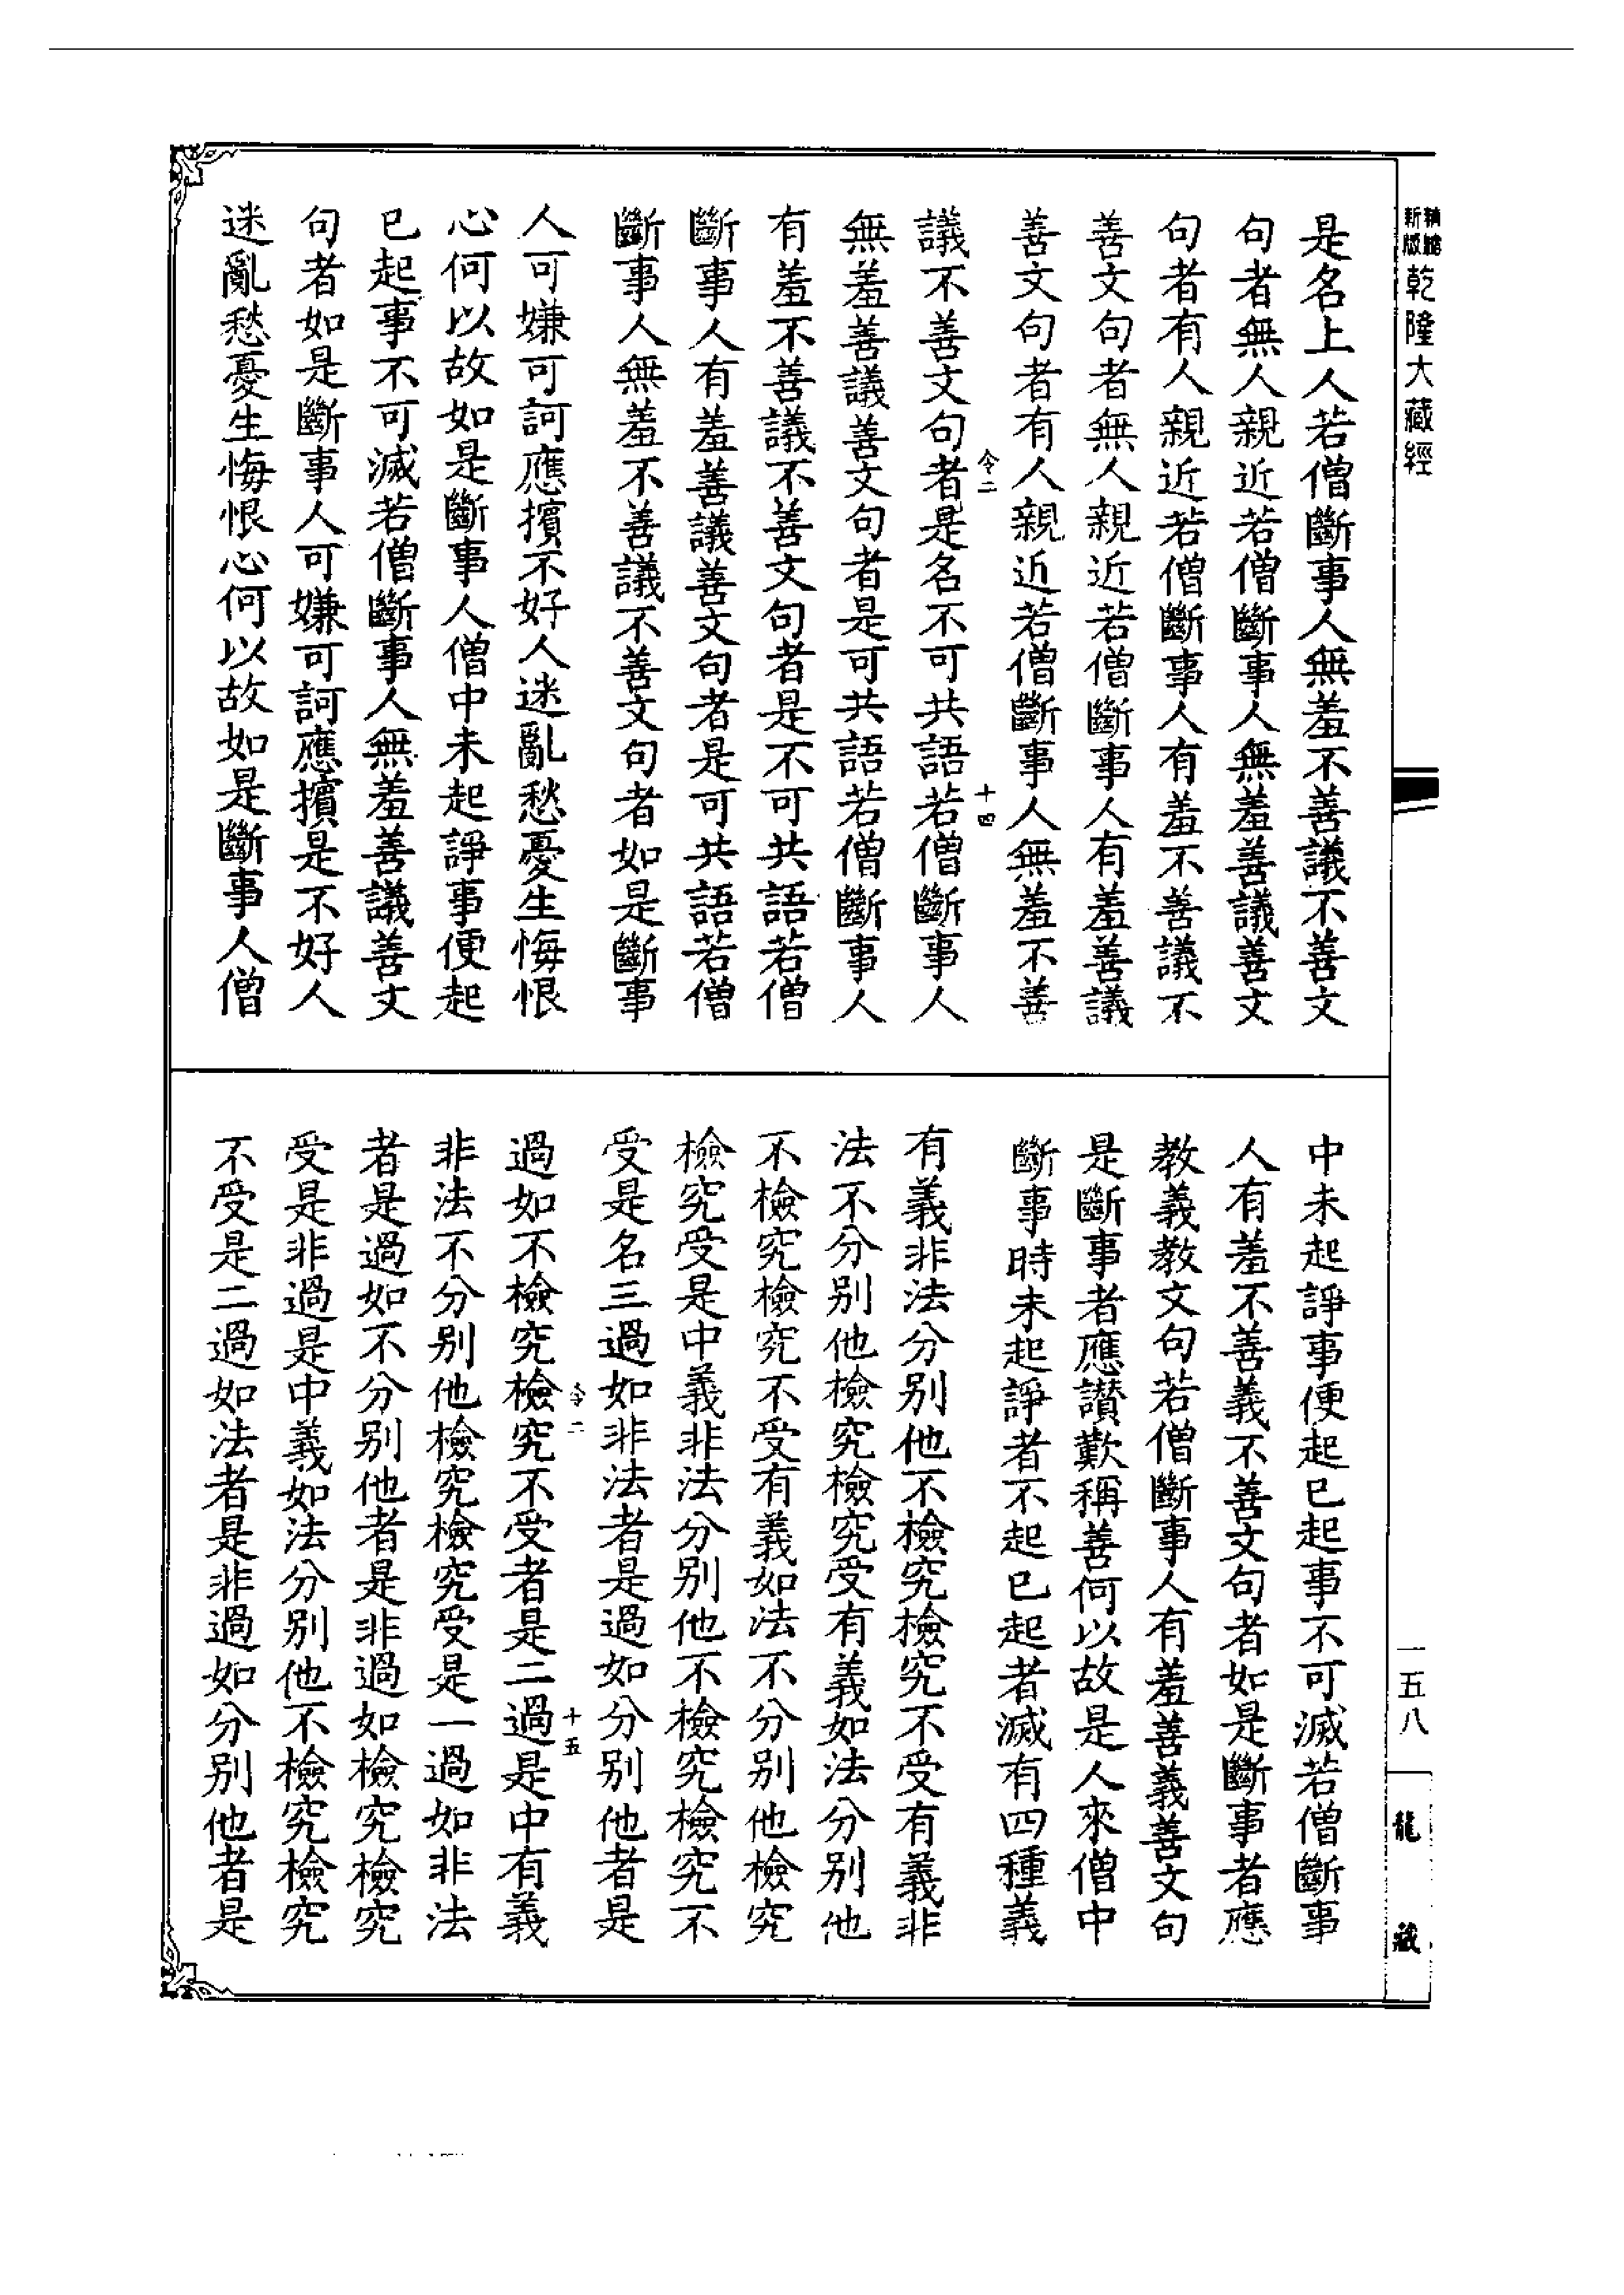 新版
精繪
乾隆大藏經
是名上人若僧斷事人無羞不善議不善文
句者無人親近若僧斷事人無羞善議善文
句者有人親近若僧斷事人有羞不善議不
善文句者無人親近若僧斷事人有羞善議
善文句者有人親近若僧斷事人無羞不善
議不善文句者是名不可共語若僧斷事人
無羞善議善文句者是可共語若僧斷事人
有羞不善議不善文句者是不可共語若僧
斷事人有羞善議善文句者是可共語若僧
斷事人無羞不善議不善文句者如是斷事
人可嫌可訶應擯不好人迷亂愁憂生悔恨
心何以故如是斷事人僧中未起諍事便起
已起事不可滅若僧斷事人無羞善議善文
句者如是斷事人可嫌可訶應擯是不好人
迷亂愁憂生悔恨心何以故如是斷事人僧
令二
十四
中未起諍事便起已起事不可滅若僧斷事
人有羞不善義不善文句者如是斷事者應
教義教文句若僧斷事人有羞善義善文句
是斷事者應讚歎稱善何以故是人來僧中
斷事時未起諍者不起已起者滅有四種義
有義非法分别他不檢究檢究不受有義非
法不分别他檢究檢究受有義如法分别他
不檢究檢究不受有義如法不分别他檢究
檢究受是中義非法分别他不檢究檢究不
受是名三過如非法者是過如分别他者是
過如不檢究檢究不受者是二過是中有義
非法不分别他檢究檢究受是一過如非法
者是過如不分别他者是非過如檢究檢究
受是非過是中義如法分别他不檢究檢究
不受是二過如法者是非過如分别他者是
令二
十五
一五八
龍藏